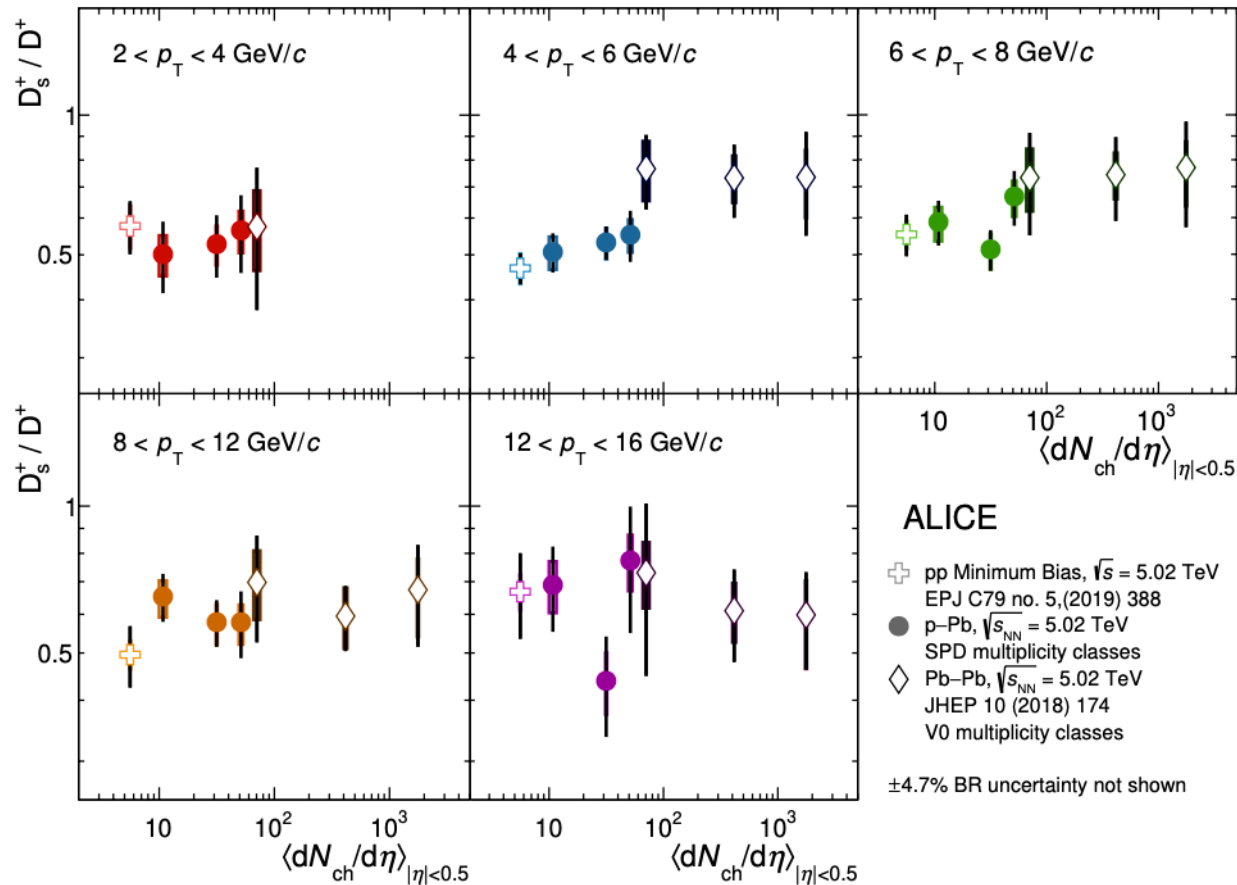 2 < pT < 4 GeV/c
4 < pT < 6 GeV/c
6 < pT < 8 GeV/c
Ds+ / D+
1
0.5
10 10² 10³
⟨dNch/dη⟩|η|<0.5
8 < pT < 12 GeV/c
12 < pT < 16 GeV/c
Ds+ / D+
1
0.5
10 10² 10³
⟨dNch/dη⟩|η|<0.5
10 10² 10³
⟨dNch/dη⟩|η|<0.5
ALICE
pp Minimum Bias, √s = 5.02 TeV
EPJ C79 no. 5,(2019) 388
p–Pb, √sNN = 5.02 TeV
SPD multiplicity classes
Pb–Pb, √sNN = 5.02 TeV
JHEP 10 (2018) 174
V0 multiplicity classes
±4.7% BR uncertainty not shown